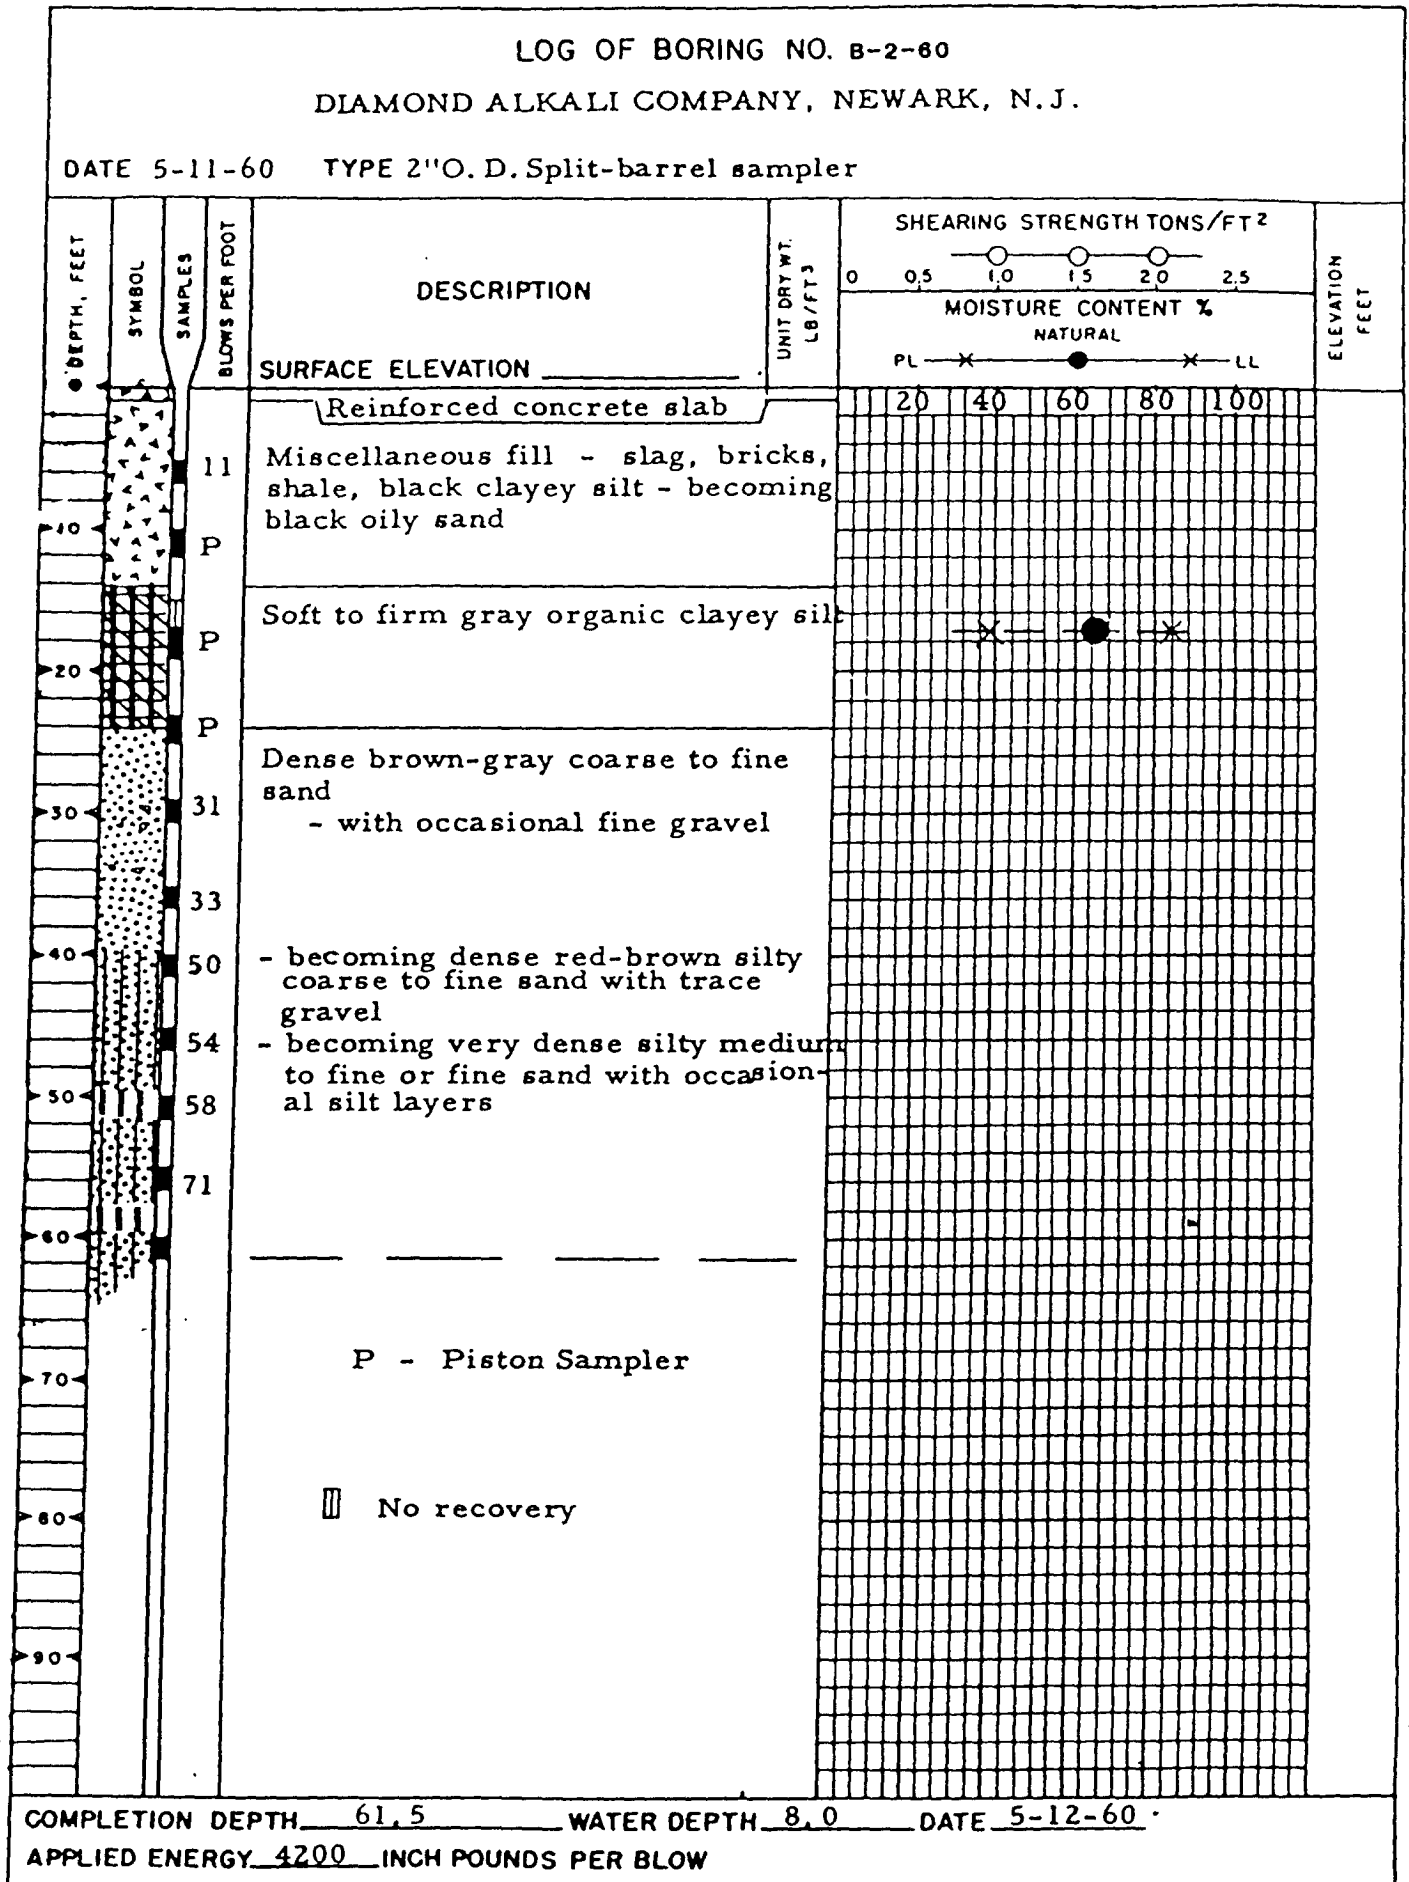 LOG OF BORING NO. B-2-60
DIAMOND ALKALI COMPANY, NEWARK, N.J.
DATE 5-11-60 TYPE 2"O. D. Split-barrel sampler
DEPTH, FEET
SYMBOL
SAMPLES
BLOWS PER FOOT
DESCRIPTION
SURFACE ELEVATION
UNIT DRY WT.
LB/FT3
SHEARING STRENGTH TONS/FT2
0 0.5 1.0 1.5 2.0 2.5
MOISTURE CONTENT %
NATURAL
PL LL
ELEVATION
FEET
20 40 60 80 100
Reinforced concrete slab
11 Miscellaneous fill - slag, bricks,
shale, black clayey silt - becoming
10 black oily sand
P
Soft to firm gray organic clayey silt
P
20
P
Dense brown-gray coarse to fine
sand
30 31 - with occasional fine gravel
33
40 50 - becoming dense red-brown silty
coarse to fine sand with trace
gravel
54 - becoming very dense silty medium
to fine or fine sand with occasion-
50 58 al silt layers
71
60
P - Piston Sampler
70
No recovery
80
90
COMPLETION DEPTH 61.5 WATER DEPTH 8.0 DATE 5-12-60
APPLIED ENERGY 4200 INCH POUNDS PER BLOW